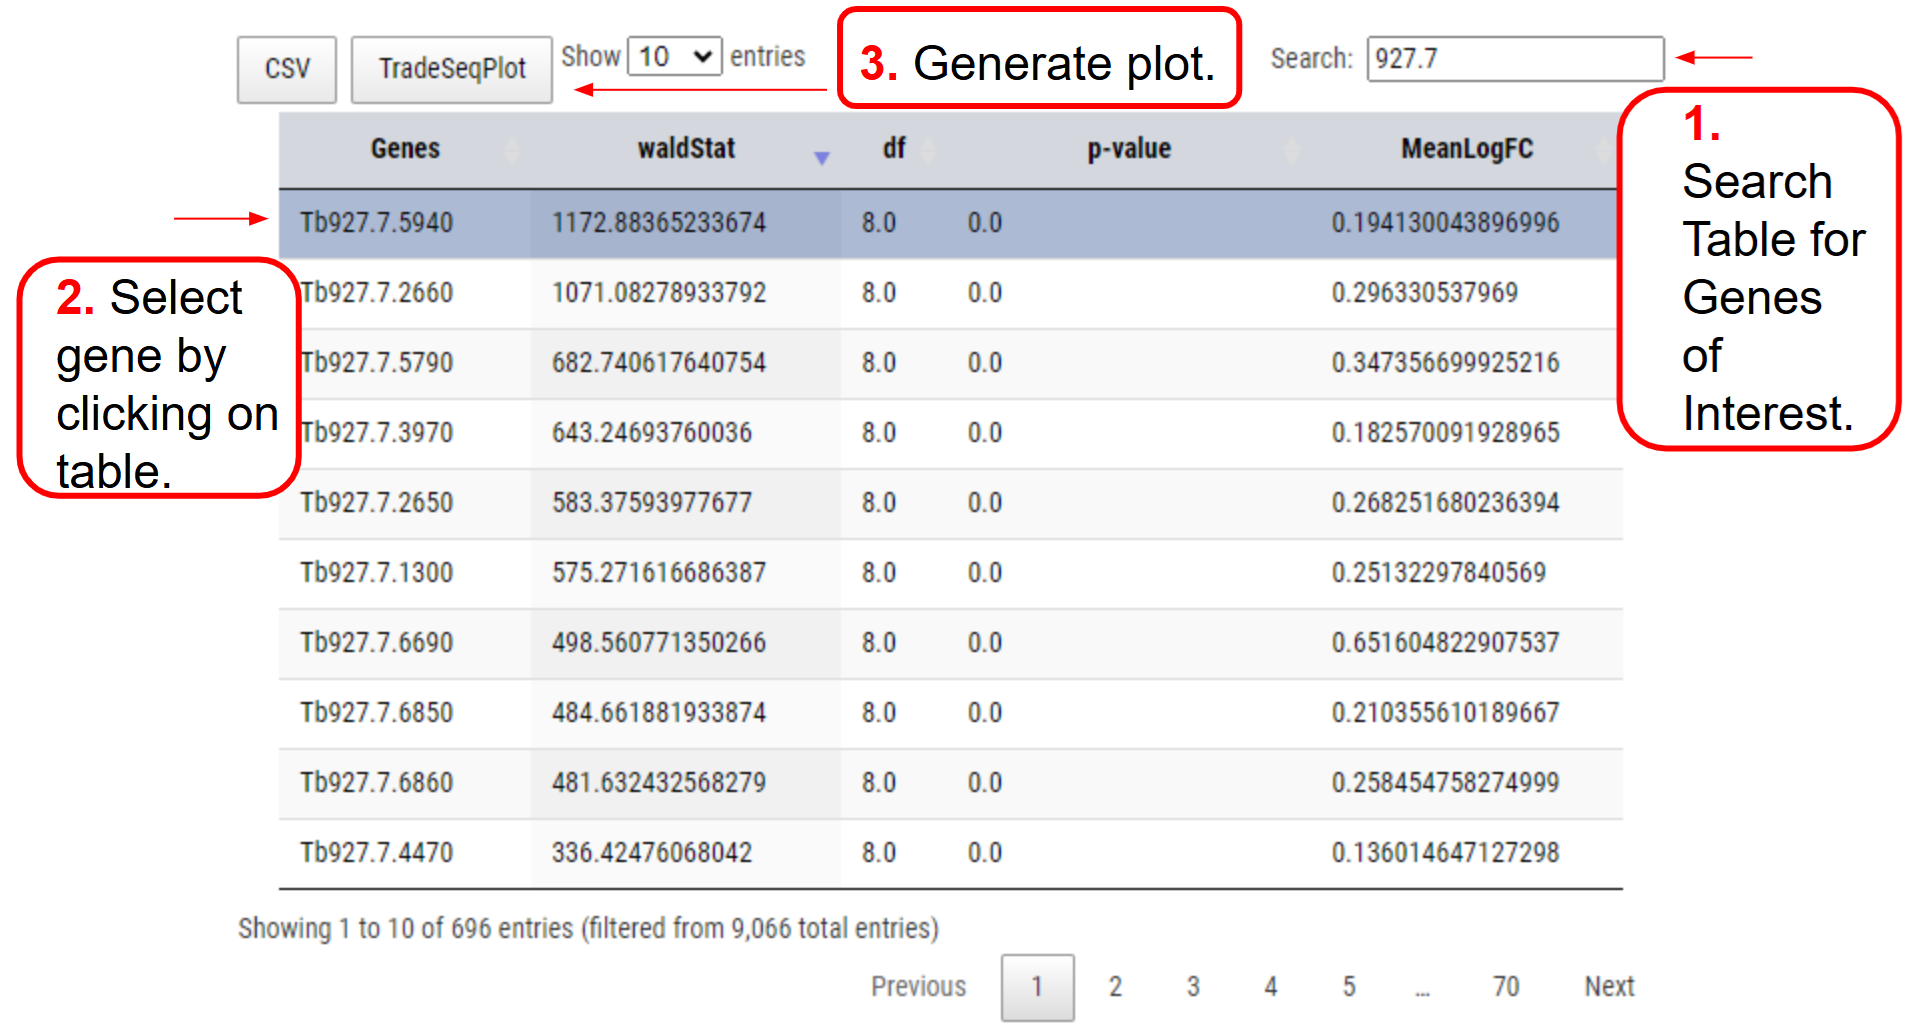 CSV TradeSeqPlot Show 10 entries 3. Generate plot. Search: 927.7
1.
Search
Table for
Genes
of
Interest.
2. Select
gene by
clicking on
table.
Genes waldStat df p-value MeanLogFC
Tb927.7.5940 1172.88365233674 8.0 0.0 0.194130043896996
Tb927.7.2660 1071.08278933792 8.0 0.0 0.296330537969
Tb927.7.5790 682.740617640754 8.0 0.0 0.347356699925216
Tb927.7.3970 643.24693760036 8.0 0.0 0.182570091928965
Tb927.7.2650 583.37593977677 8.0 0.0 0.268251680236394
Tb927.7.1300 575.271616686387 8.0 0.0 0.25132297840569
Tb927.7.6690 498.560771350266 8.0 0.0 0.651604822907537
Tb927.7.6850 484.661881933874 8.0 0.0 0.210355610189667
Tb927.7.6860 481.632432568279 8.0 0.0 0.258454758274999
Tb927.7.4470 336.42476068042 8.0 0.0 0.136014647127298
Showing 1 to 10 of 696 entries (filtered from 9,066 total entries)
Previous 1 2 3 4 5 … 70 Next